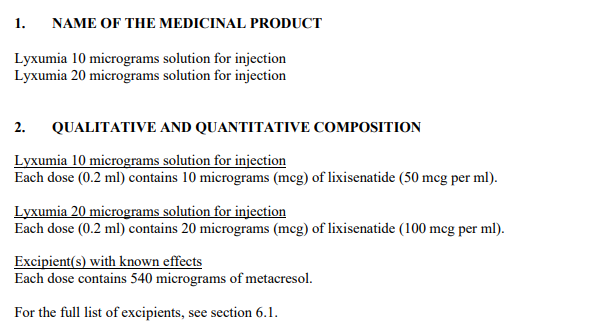 1. NAME OF THE MEDICINAL PRODUCT
Lyxumia 10 micrograms solution for injection
Lyxumia 20 micrograms solution for injection
2. QUALITATIVE AND QUANTITATIVE COMPOSITION
Lyxumia 10 micrograms solution for injection
Each dose (0.2 ml) contains 10 micrograms (mcg) of lixisenatide (50 mcg per ml).
Lyxumia 20 micrograms solution for injection
Each dose (0.2 ml) contains 20 micrograms (mcg) of lixisenatide (100 mcg per ml).
Excipient(s) with known effects
Each dose contains 540 micrograms of metacresol.
For the full list of excipients, see section 6.1.